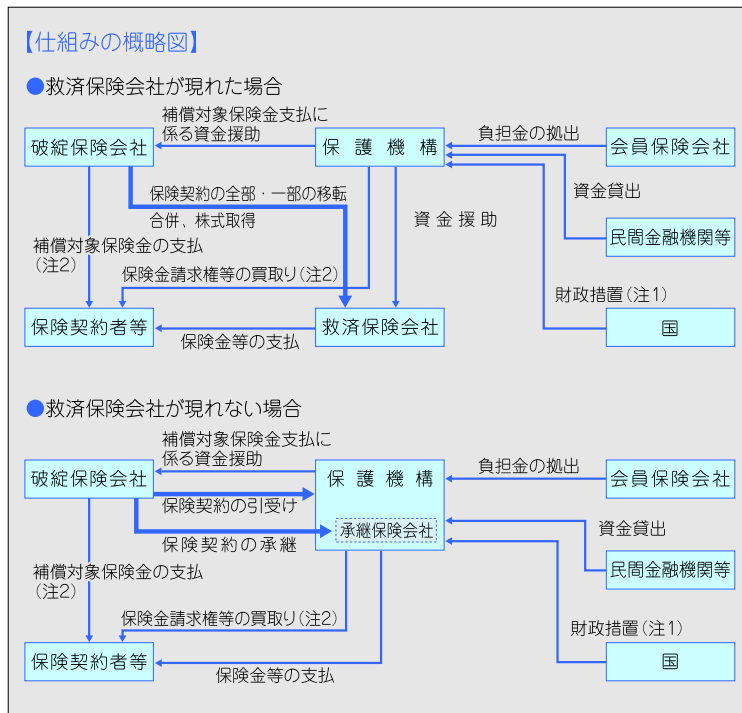 【仕組みの概略図】
●救済保険会社が現れた場合
補償対象保険金支払に
係る資金援助
破綻保険会社
保護機構
負担金の拠出
会員保険会社
保険契約の全部・一部の移転
合併、株式取得
資金援助
資金貸出
民間金融機関等
補償対象保険金の支払
(注2)
保険金請求権等の買取り(注2)
財政措置(注1)
保険契約者等
保険金等の支払
救済保険会社
国
●救済保険会社が現れない場合
補償対象保険金支払に
係る資金援助
破綻保険会社
保護機構
負担金の拠出
会員保険会社
保険契約の引受け
承継保険会社
保険契約の承継
資金貸出
民間金融機関等
補償対象保険金の支払
(注2)
保険金請求権等の買取り(注2)
財政措置(注1)
保険契約者等
保険金等の支払
国